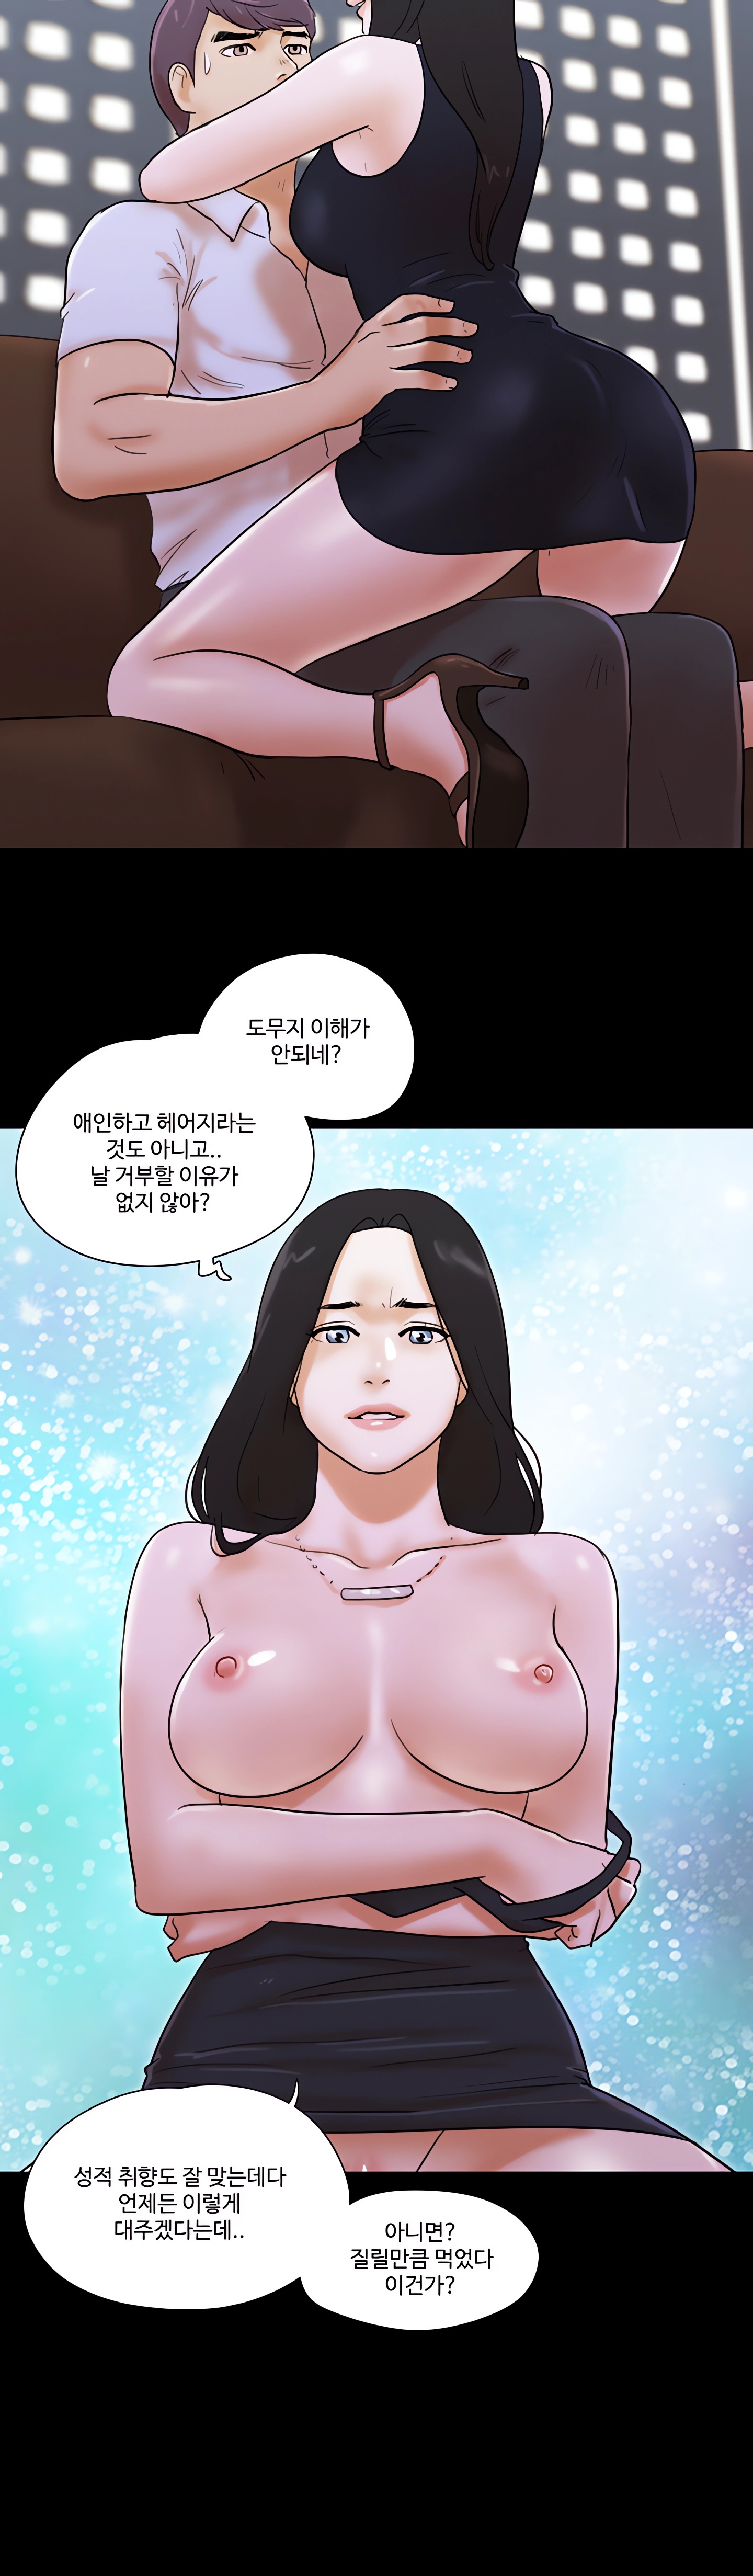 도무지 이해가
안되네?
애인하고 헤어지라는
것도 아니고..
날 거부할 이유가
없지 않아?
성적 취향도 잘 맞는데다
언제든 이렇게
대주겠다는데..
아니면?
질릴만큼 먹었다
이건가?